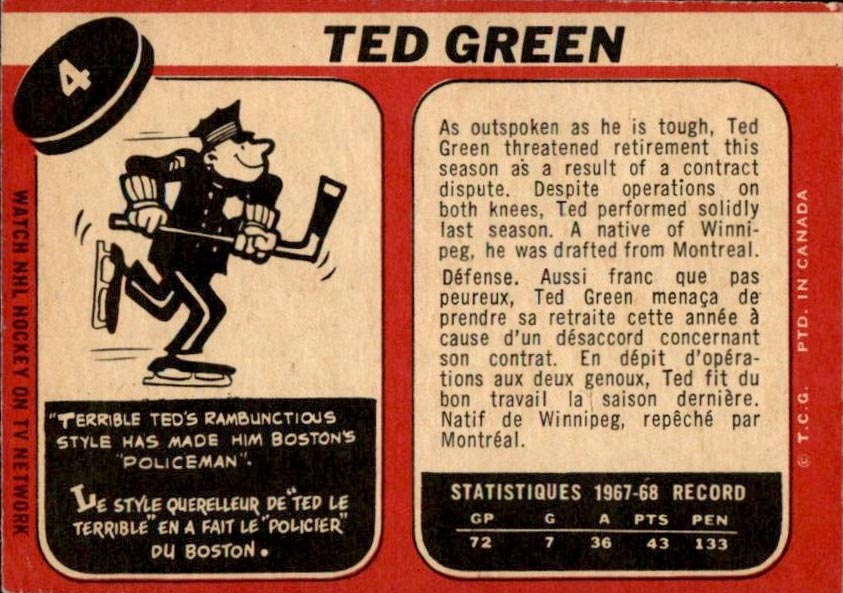 TED GREEN
4
WATCH NHL HOCKEY ON TV NETWORK
"TERRIBLE TED'S RAMBUNCTIOUS
STYLE HAS MADE HIM BOSTON'S
"POLICEMAN".
LE STYLE QUERELLEUR DE "TED LE
TERRIBLE" EN A FAIT LE "POLICIER"
DU BOSTON.
As outspoken as he is tough, Ted
Green threatened retirement this
season as a result of a contract
dispute. Despite operations on
both knees, Ted performed solidly
last season. A native of Winni-
peg, he was drafted from Montreal.
Défense. Aussi franc que pas
peureux, Ted Green menaça de
prendre sa retraite cette année à
cause d'un désaccord concernant
son contrat. En dépit d'opéra-
tions aux deux genoux, Ted fit du
bon travail la saison dernière.
Natif de Winnipeg, repêché par
Montréal.
STATISTIQUES 1967-68 RECORD
GP G A PTS PEN
72 7 36 43 133
© T.C.G. PTD. IN CANADA